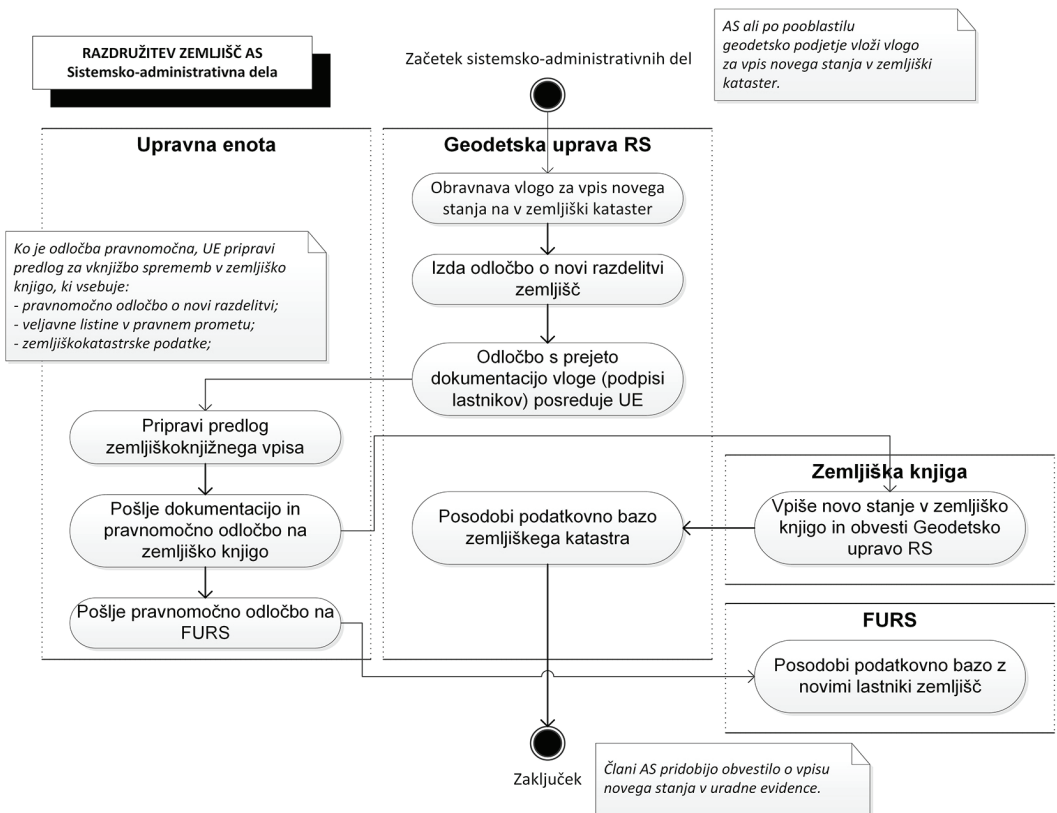 RAZDRUŽITEV ZEMLJIŠČ AS
Sistemsko-administrativna dela
Začetek sistemsko-administrativnih del
AS ali po pooblastilu
geodetsko podjetje vloži vlogo
za vpis novega stanja v zemljiški
kataster.
Upravna enota
Geodetska uprava RS
Obravnava vlogo za vpis novega
stanja na v zemljiški kataster
Ko je odločba pravnomočna, UE pripravi
predlog za vknjižbo sprememb v zemljiško
knjigo, ki vsebuje:
- pravnomočno odločbo o novi razdelitvi;
- veljavne listine v pravnem prometu;
- zemljiškokatastrske podatke;
Izda odločbo o novi razdelitvi
zemljišč
Odločbo s prejeto
dokumentacijo vloge (podpisi
lastnikov) posreduje UE
Pripravi predlog
zemljiškoknjižnega vpisa
Zemljiška knjiga
Pošlje dokumentacijo in
pravnomočno odločbo na
zemljiško knjigo
Posodobi podatkovno bazo
zemljiškega katastra
Vpiše novo stanje v zemljiško
knjigo in obvesti Geodetsko
upravo RS
Pošlje pravnomočno odločbo na
FURS
FURS
Posodobi podatkovno bazo z
novimi lastniki zemljišč
Zaključek
Člani AS pridobijo obvestilo o vpisu
novega stanja v uradne evidence.